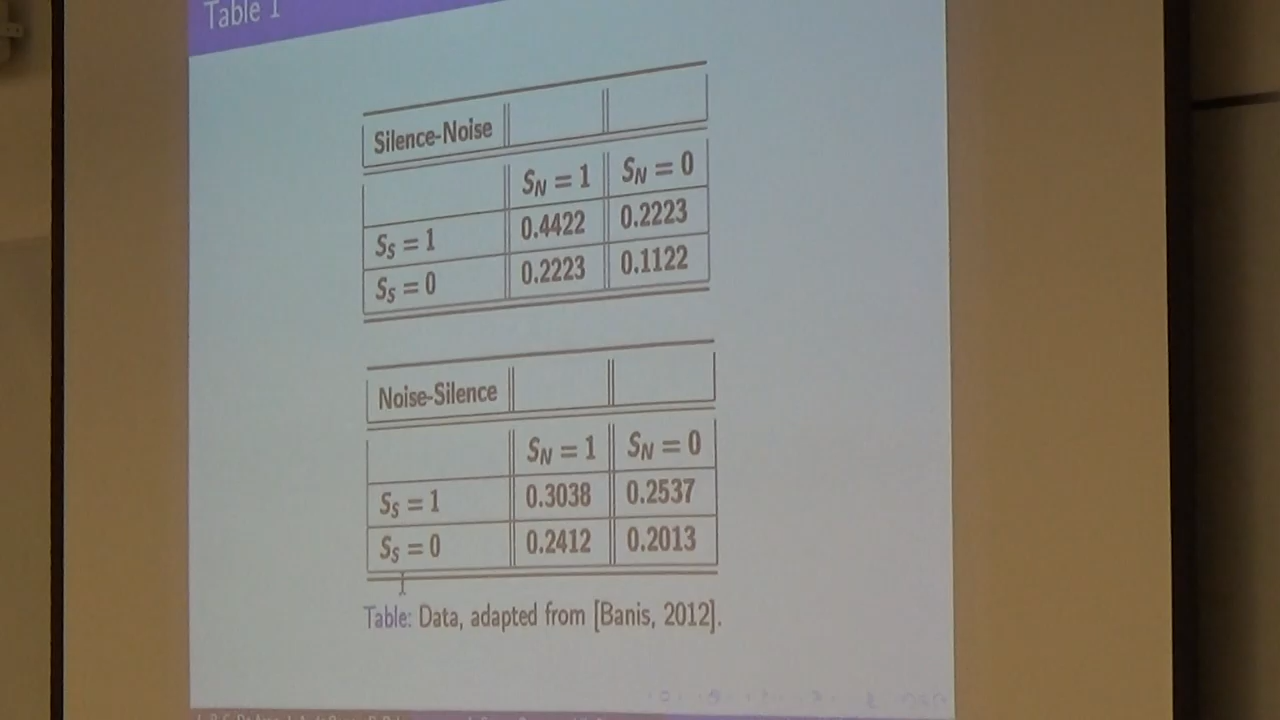 Table 1
Silence-Noise
S_N = 1 S_N = 0
S_S = 1 0.4422 0.2223
S_S = 0 0.2223 0.1122
Noise-Silence
S_N = 1 S_N = 0
S_S = 1 0.3038 0.2537
S_S = 0 0.2412 0.2013
Table: Data, adapted from [Banis, 2012].